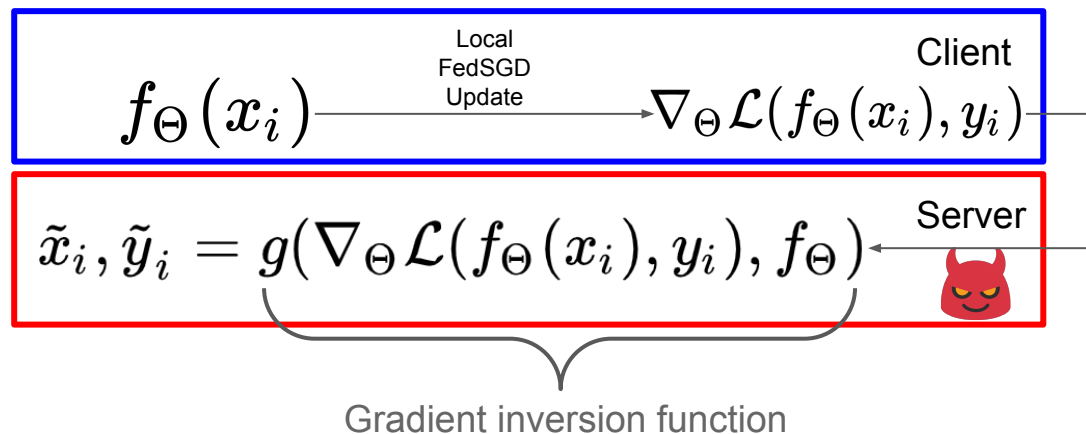 Local
FedSGD
Update
Client
f_Θ(x_i)
∇_Θ ℒ(f_Θ(x_i), y_i)
Server
x̃_i, ỹ_i = g(∇_Θ ℒ(f_Θ(x_i), y_i), f_Θ)
Gradient inversion function